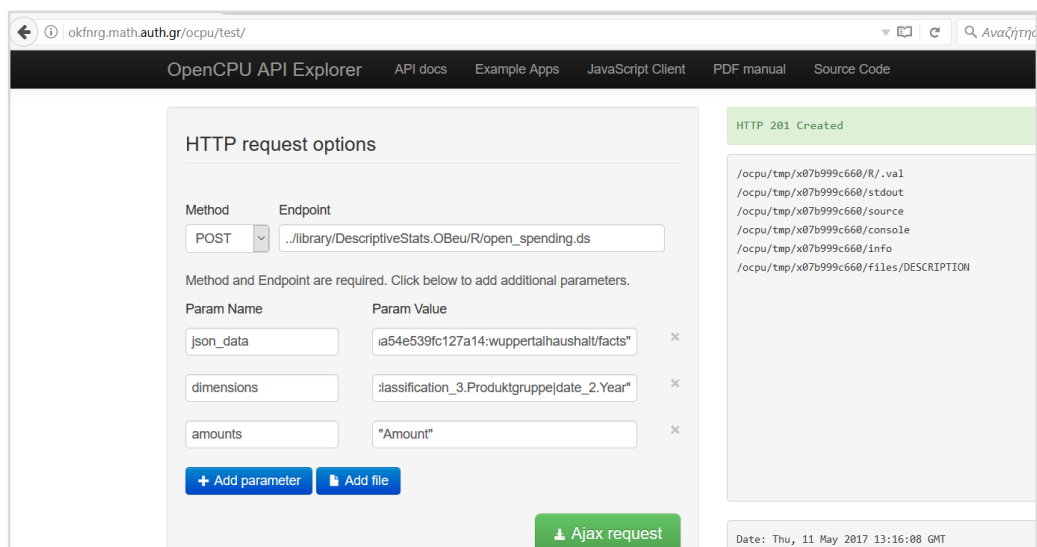 okfnrg.math.auth.gr/ocpu/test/
Αναζήτησ
OpenCPU API Explorer API docs Example Apps JavaScript Client PDF manual Source Code
HTTP request options
Method Endpoint
POST ../library/DescriptiveStats.OBeu/R/open_spending.ds
Method and Endpoint are required. Click below to add additional parameters.
Param Name Param Value
json_data a54e539fc127a14:wuppertalhaushalt/facts"
dimensions classification_3.Produktgruppe|date_2.Year"
amounts "Amount"
+ Add parameter Add file
Ajax request
HTTP 201 Created
/ocpu/tmp/x07b999c660/R/.val
/ocpu/tmp/x07b999c660/stdout
/ocpu/tmp/x07b999c660/source
/ocpu/tmp/x07b999c660/console
/ocpu/tmp/x07b999c660/info
/ocpu/tmp/x07b999c660/files/DESCRIPTION
Date: Thu, 11 May 2017 13:16:08 GMT